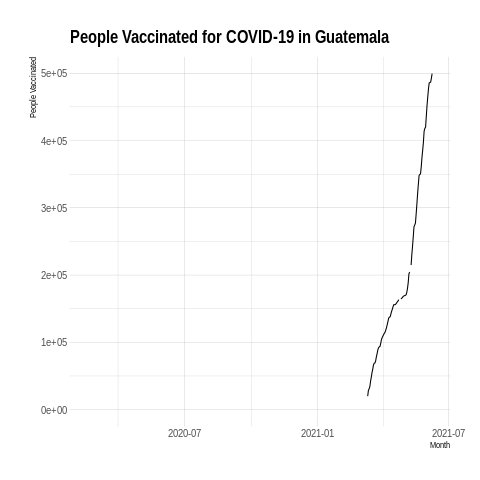 People Vaccinated for COVID-19 in Guatemala
People Vaccinated
5e+05
4e+05
3e+05
2e+05
1e+05
0e+00
2020-07
2021-01
2021-07
Month